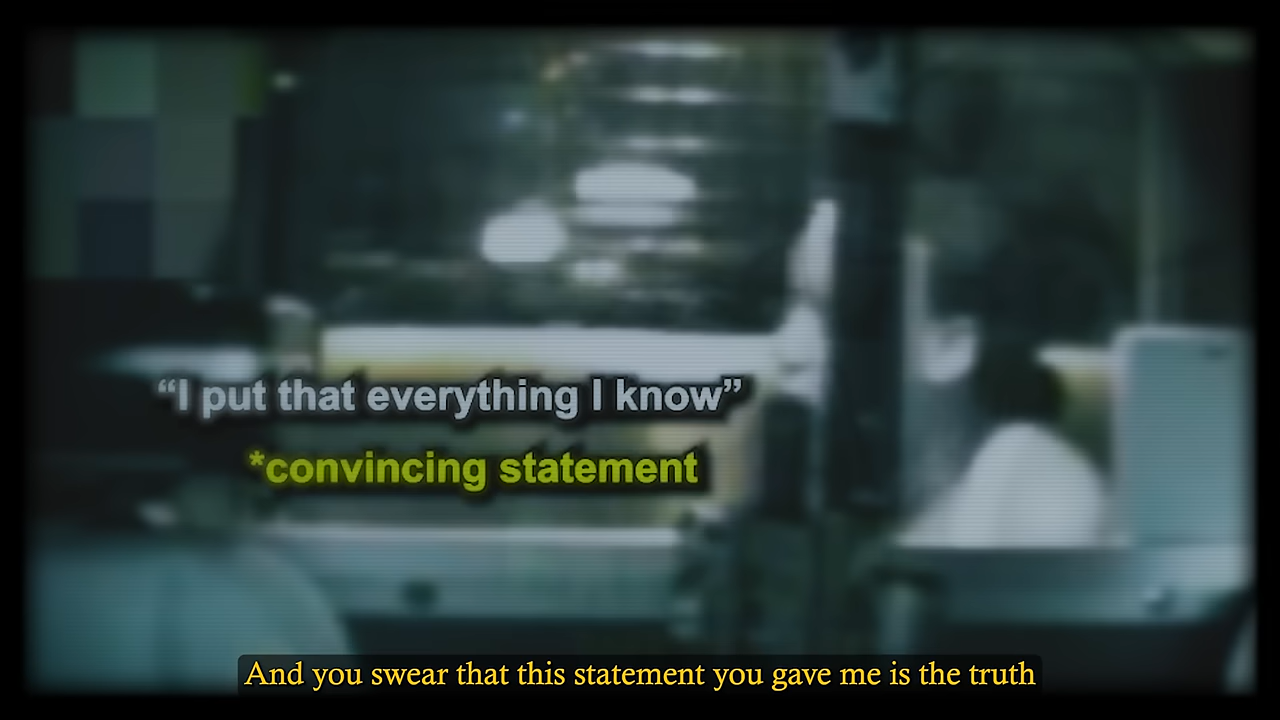 “I put that everything I know”
*convincing statement
And you swear that this statement you gave me is the truth